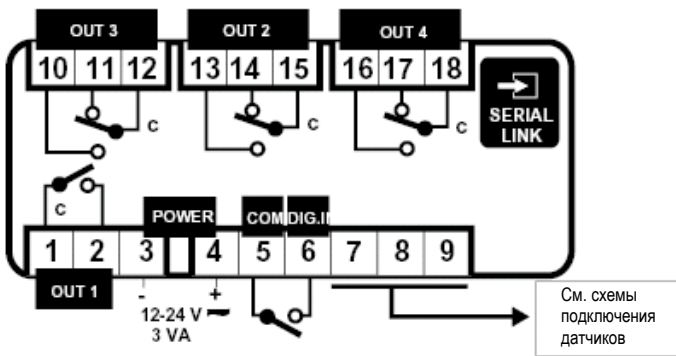 OUT 3 OUT 2 OUT 4
10 11 12 13 14 15 16 17 18
SERIAL
LINK
C C C
C
POWER COM DIG.IN
1 2 3 4 5 6 7 8 9
OUT 1
- +
12-24 V
3 VA
См. схемы
подключения
датчиков